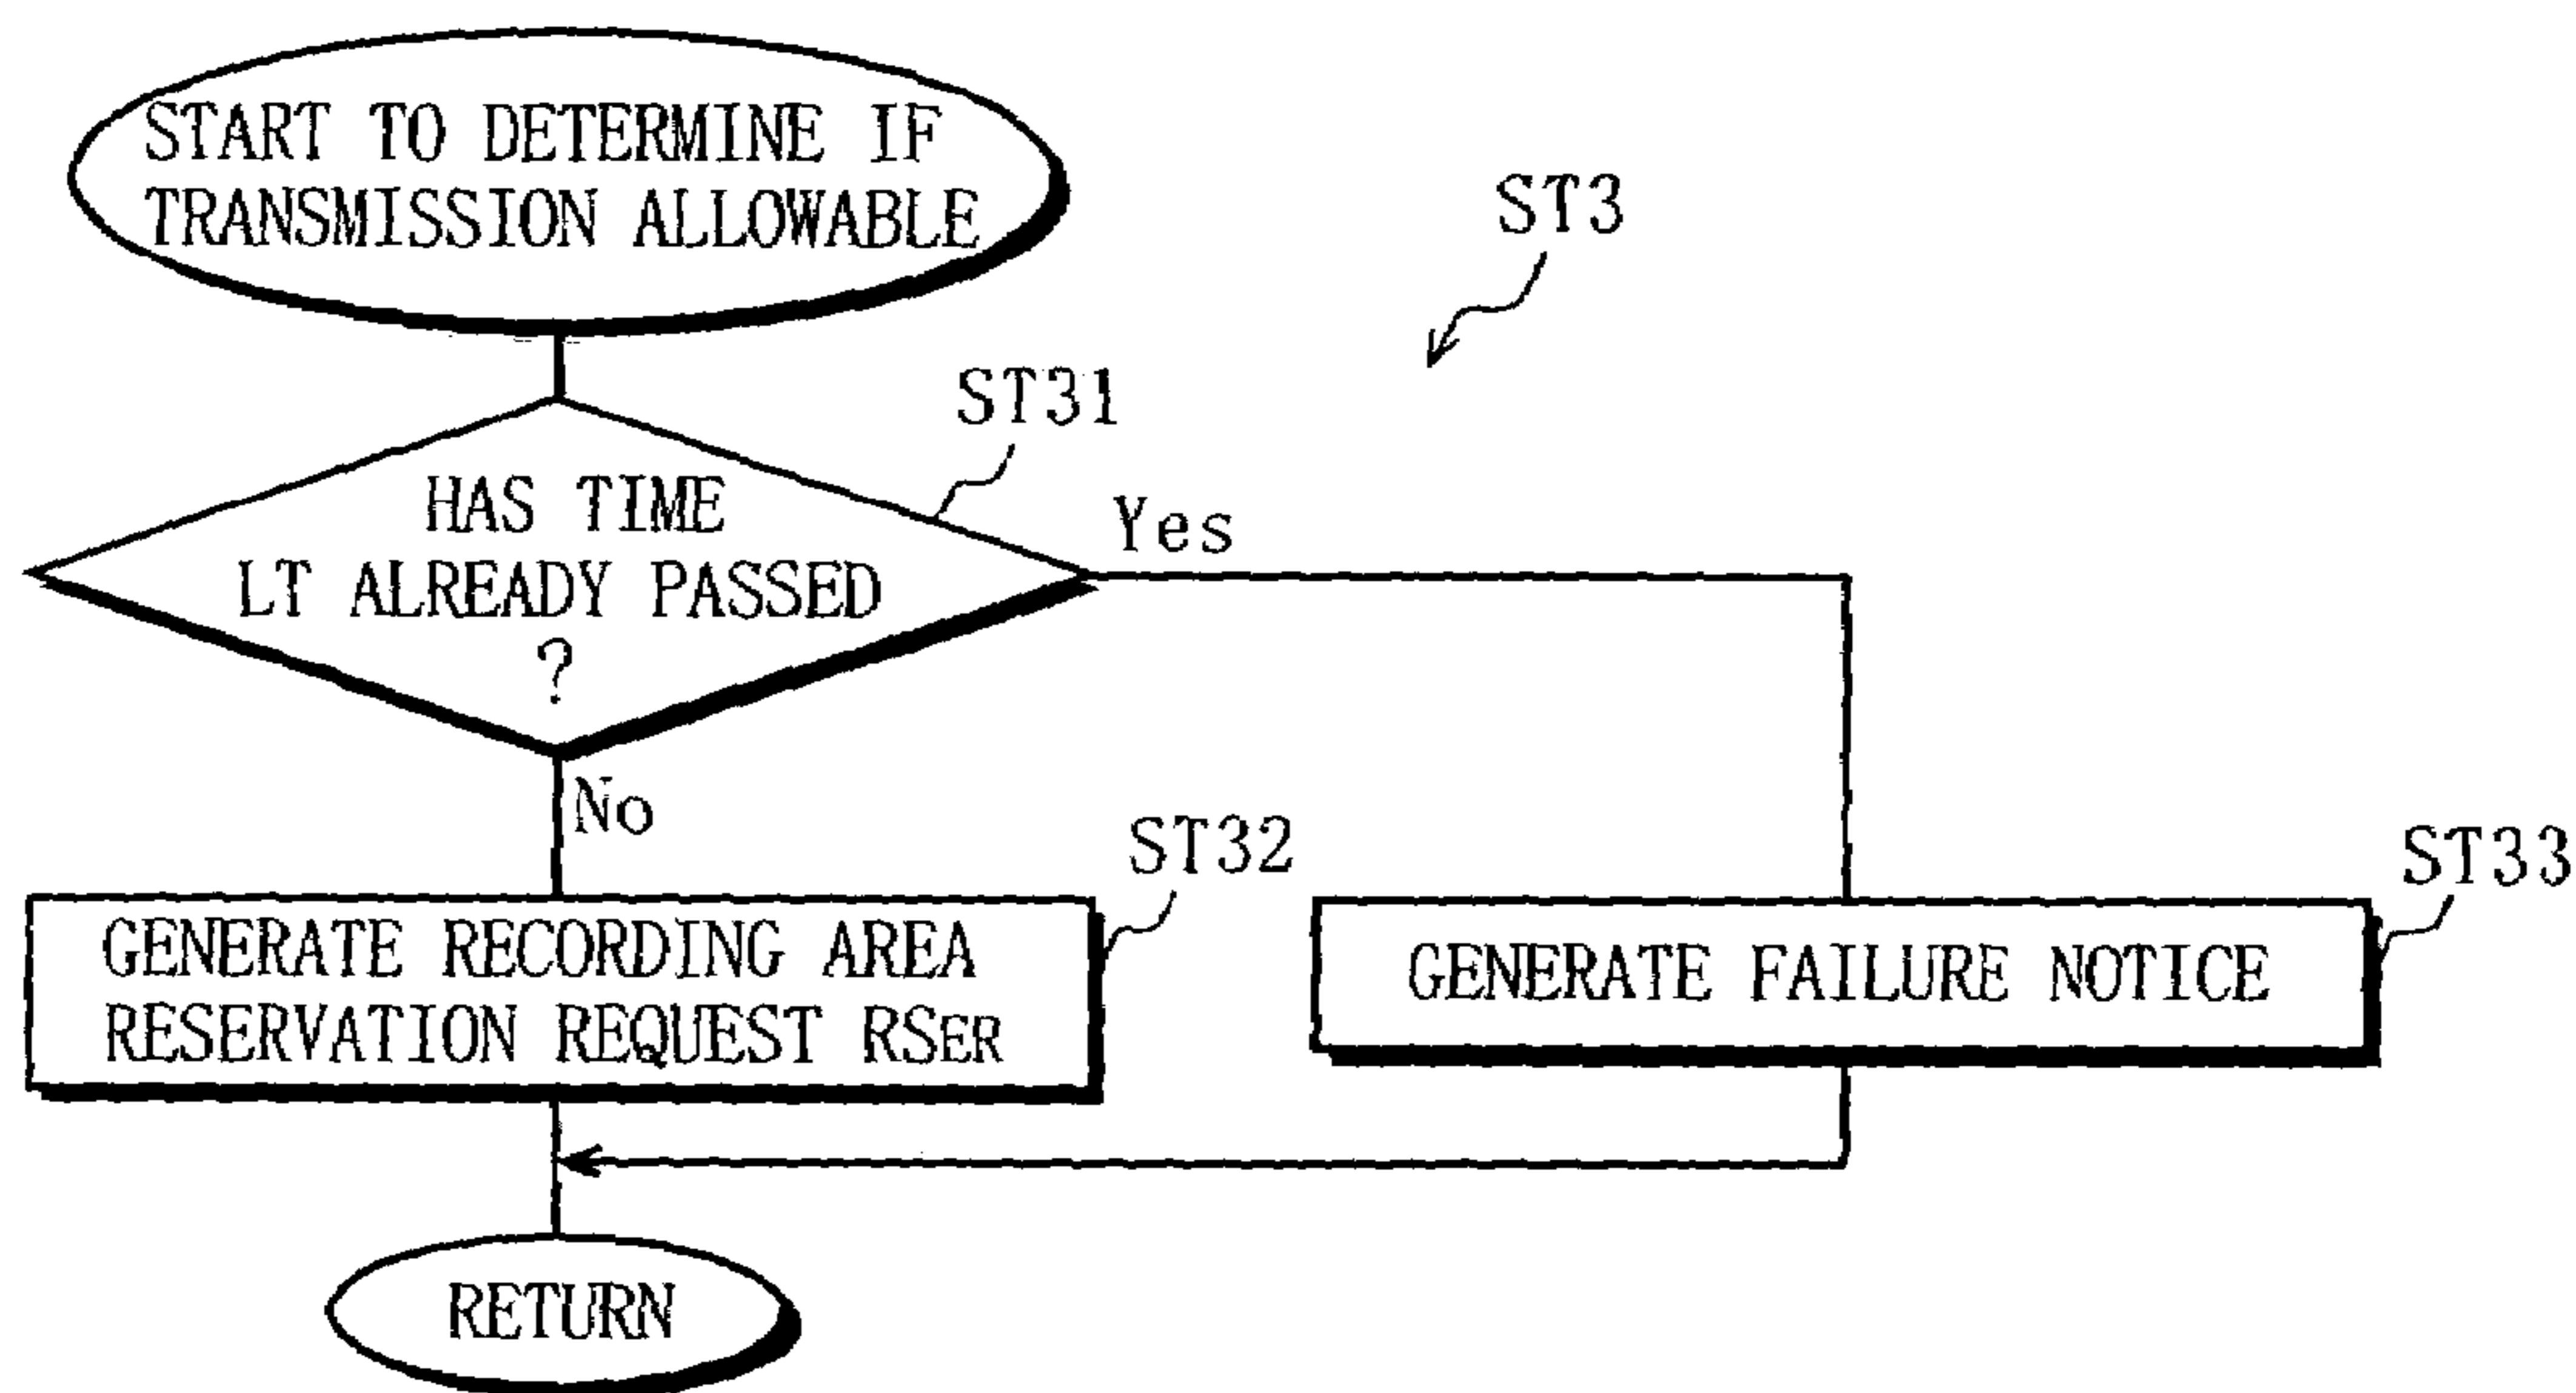 START TO DETERMINE IF
TRANSMISSION ALLOWABLE
ST3
ST31
HAS TIME
LT ALREADY PASSED
?
Yes
No
ST32
GENERATE RECORDING AREA
RESERVATION REQUEST RSER
ST33
GENERATE FAILURE NOTICE
RETURN